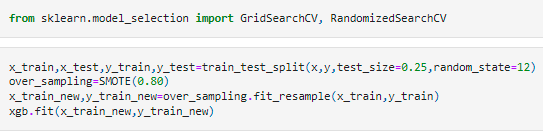 from sklearn.model_selection import GridSearchCV, RandomizedSearchCV
x_train,x_test,y_train,y_test=train_test_split(x,y,test_size=0.25,random_state=12)
over_sampling=SMOTE(0.80)
x_train_new,y_train_new=over_sampling.fit_resample(x_train,y_train)
xgb.fit(x_train_new,y_train_new)